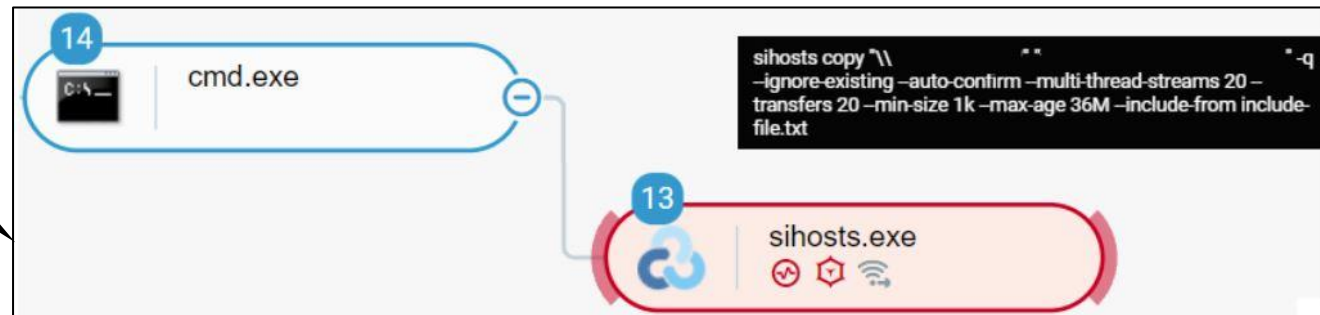 14
cmd.exe
C:\_
sihosts copy "\\ " " " -q
–ignore-existing –auto-confirm –multi-thread-streams 20 –
transfers 20 –min-size 1k –max-age 36M –include-from include-
file.txt
13
sihosts.exe